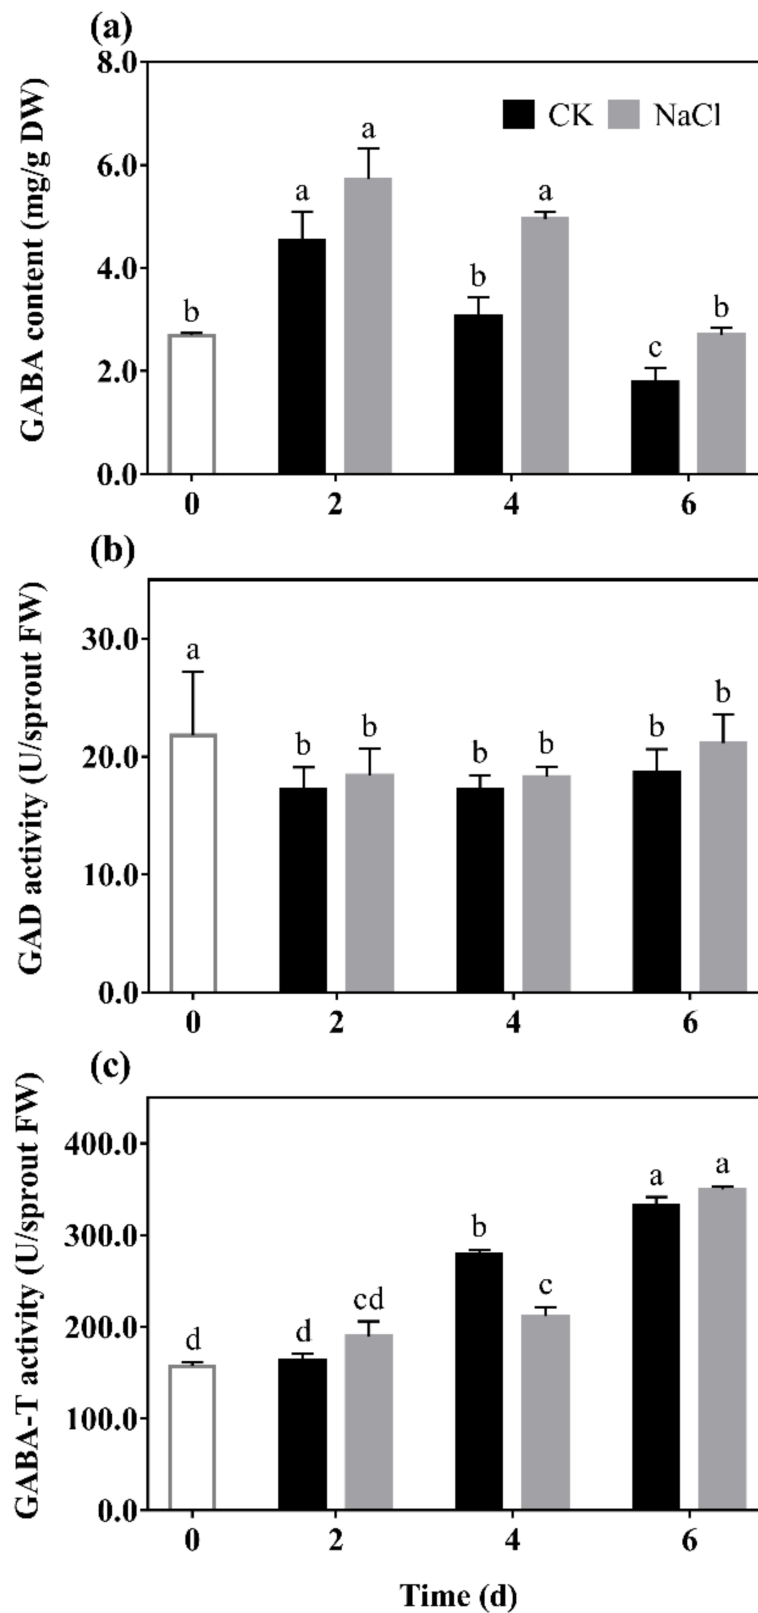 (a)
GABA content (mg/g DW)
8.0
6.0
4.0
2.0
0.0
CK NaCl
b a a b a c b
0 2 4 6
(b)
GAD activity (U/sprout FW)
30.0
20.0
10.0
0.0
a b b b b b b
0 2 4 6
(c)
GABA-T activity (U/sprout FW)
400.0
300.0
200.0
100.0
0.0
d d cd b c a a
0 2 4 6
Time (d)